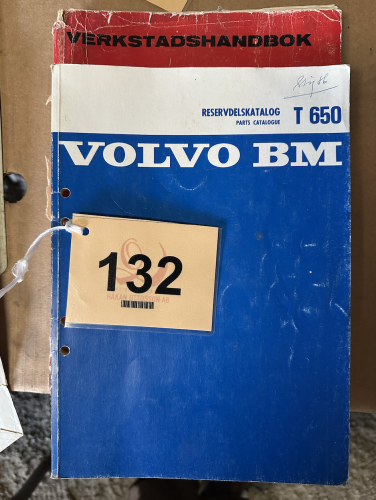 VERKSTADSHANDBOK
RESERVDELSKATALOG T 650
PARTS CATALOGUE
VOLVO BM
132